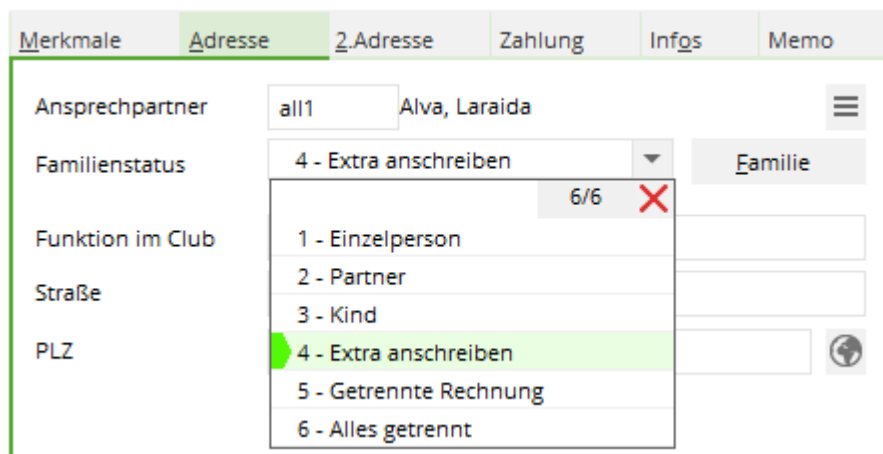 Merkmale Adresse 2.Adresse Zahlung Infos Memo
Ansprechpartner all1 Alva, Laraida
Familienstatus 4 - Extra anschreiben Familie
6/6
Funktion im Club
1 - Einzelperson
2 - Partner
Straße
3 - Kind
PLZ
4 - Extra anschreiben
5 - Getrennte Rechnung
6 - Alles getrennt